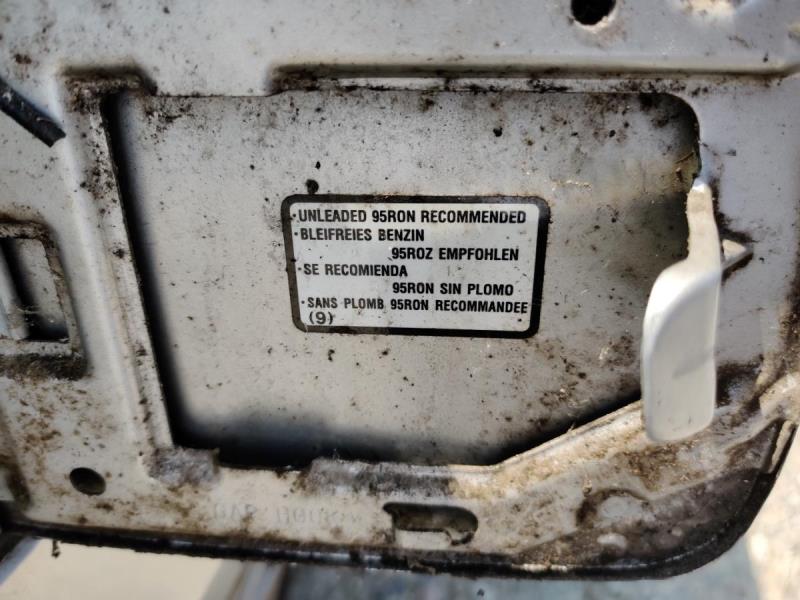 ·UNLEADED 95RON RECOMMENDED
·BLEIFREIES BENZIN
95ROZ EMPFOHLEN
·SE RECOMIENDA
95RON SIN PLOMO
·SANS PLOMB 95RON RECOMMANDEE
(9)